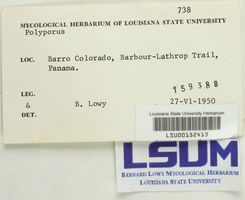 738
MYCOLOGICAL HERBARIUM OF LOUISIANA STATE UNIVERSITY
Polyporus
LOC. Barro Colorado, Barbour-Lathrop Trail,
Panama.
159388
LEG.
& B. Lowy 27-VI-1950
DET.
Louisiana State University Herbarium
LSU00152413
LSUM
BERNARD LOWY MYCOLOGICAL HERBARIUM
LOUISIANA STATE UNIVERSITY